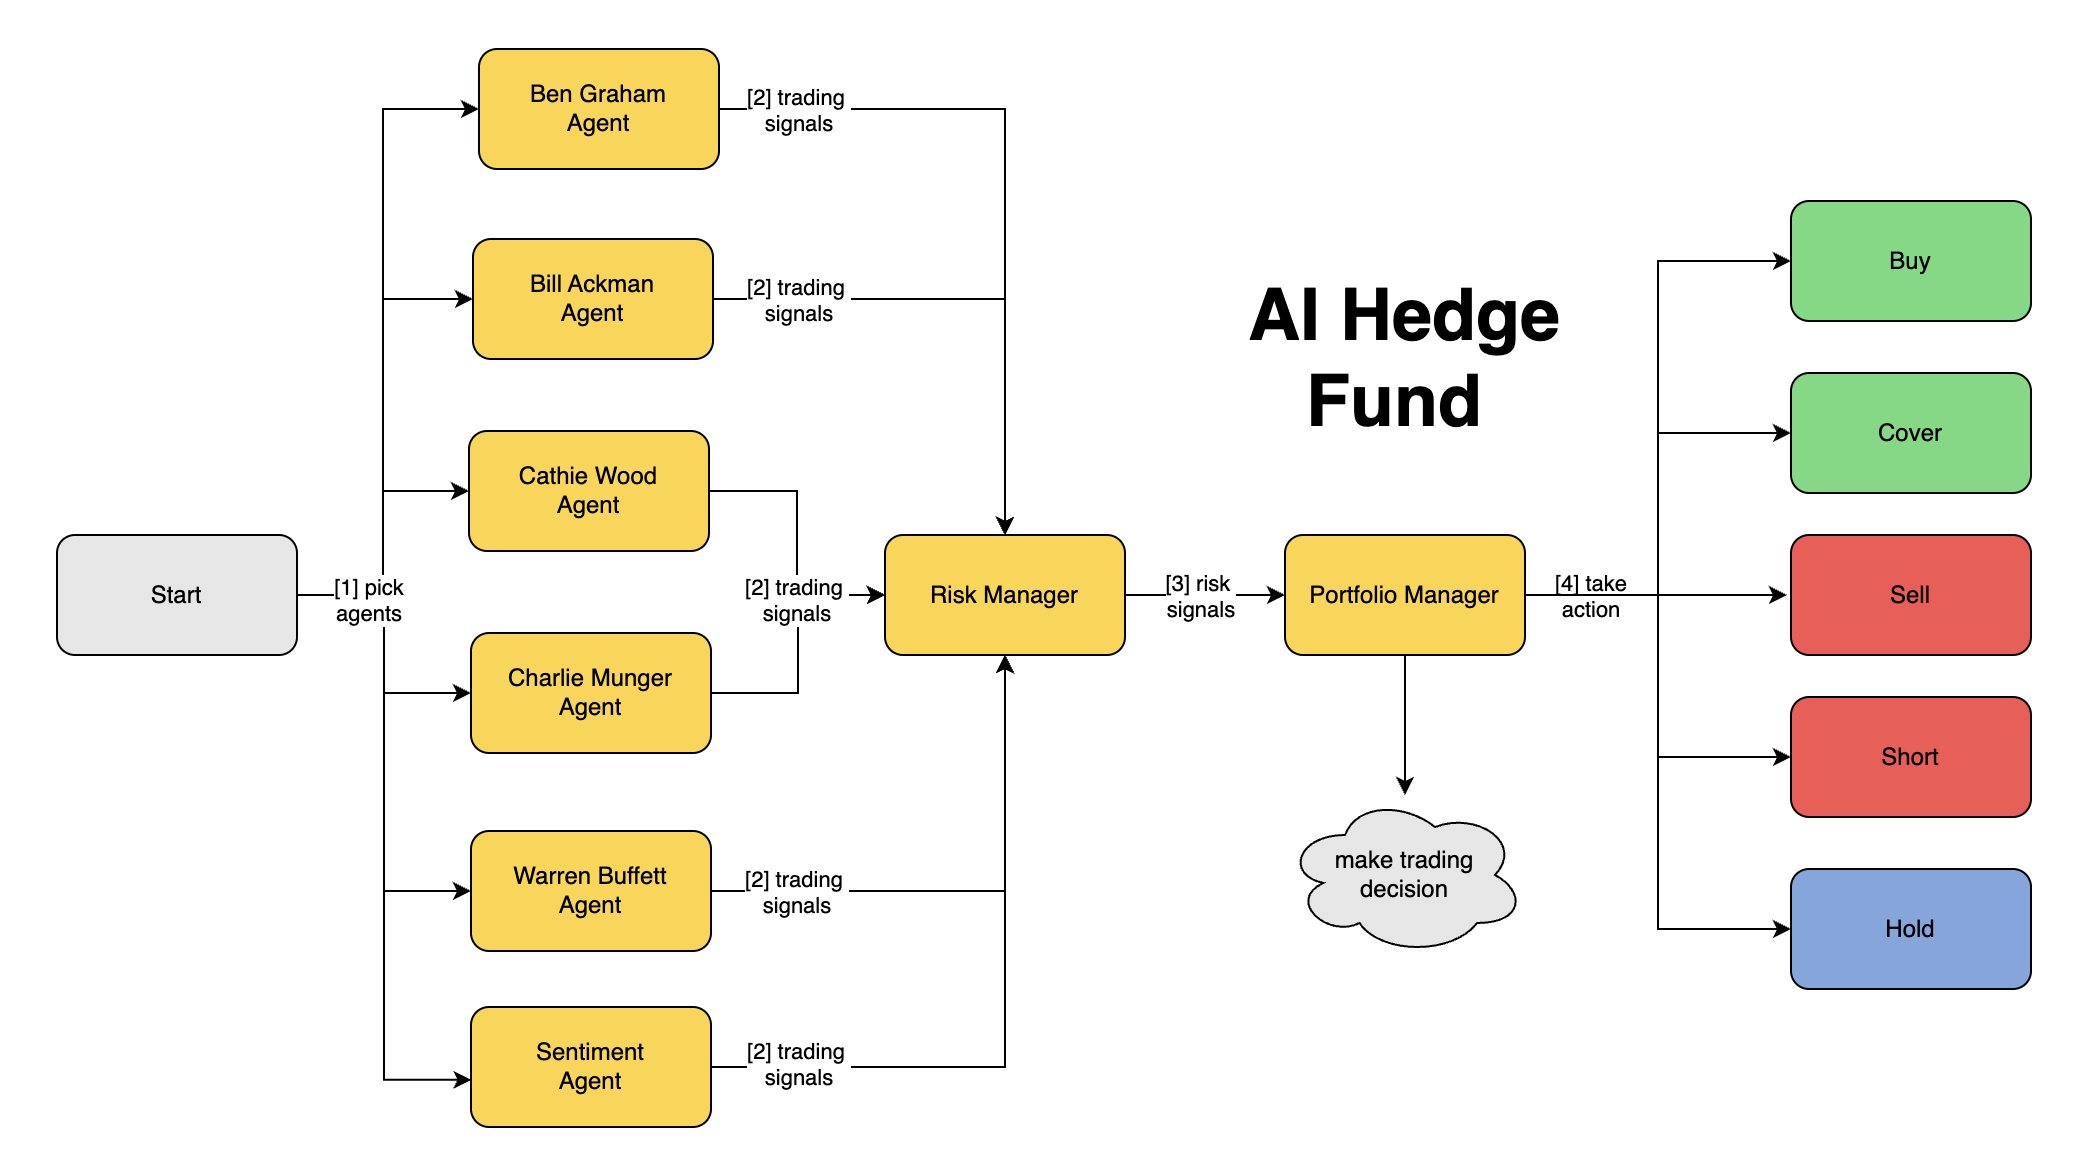 Ben Graham
Agent
[2] trading
signals
Bill Ackman
Agent
[2] trading
signals
AI Hedge
Fund
Buy
Cover
Cathie Wood
Agent
Start
[1] pick
agents
[2] trading
signals
Risk Manager
[3] risk
signals
Portfolio Manager
[4] take
action
Sell
Charlie Munger
Agent
Short
Warren Buffett
Agent
[2] trading
signals
make trading
decision
Hold
Sentiment
Agent
[2] trading
signals